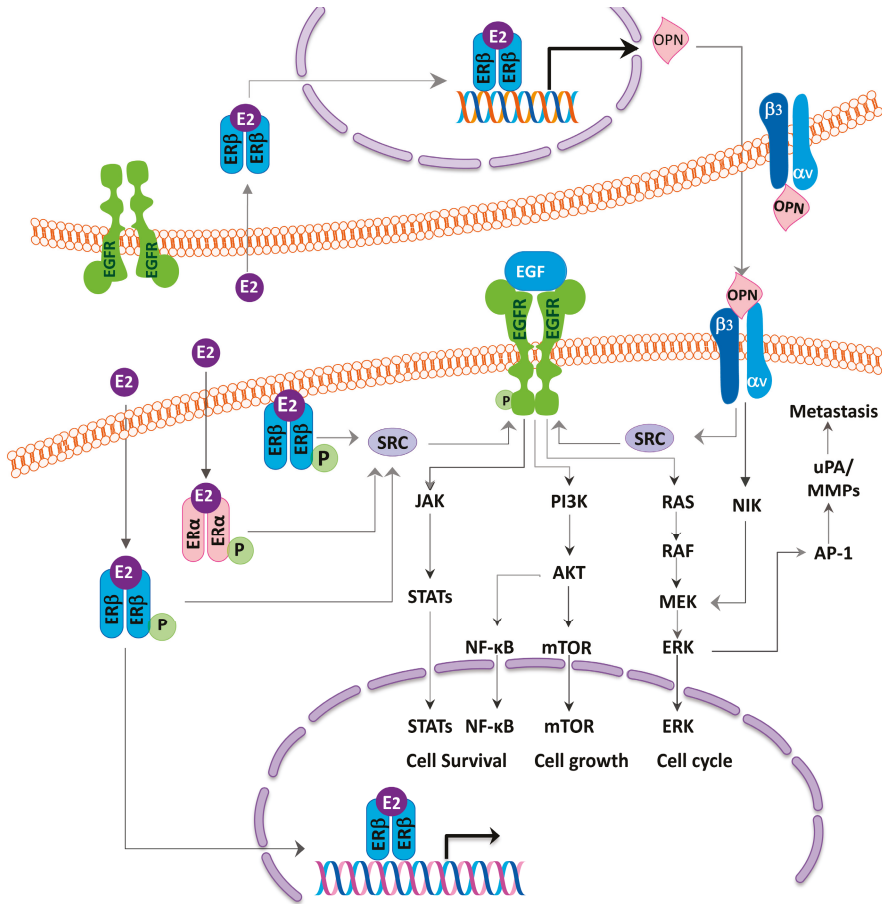 E2
ERβ
ERβ
OPN
E2
ERβ
ERβ
β3
αν
OPN
EGFR
EGFR
E2
EGF
EGFR
EGFR
P
OPN
β3
αν
E2
E2
E2
ERβ
ERβ
P
SRC
SRC
Metastasis
uPA/
MMPs
AP-1
E2
ERα
ERα
P
JAK
PI3K
RAS
NIK
RAF
E2
ERβ
ERβ
P
STATs
AKT
MEK
NF-κB
mTOR
ERK
STATs
NF-κB
mTOR
ERK
Cell Survival
Cell growth
Cell cycle
E2
ERβ
ERβ